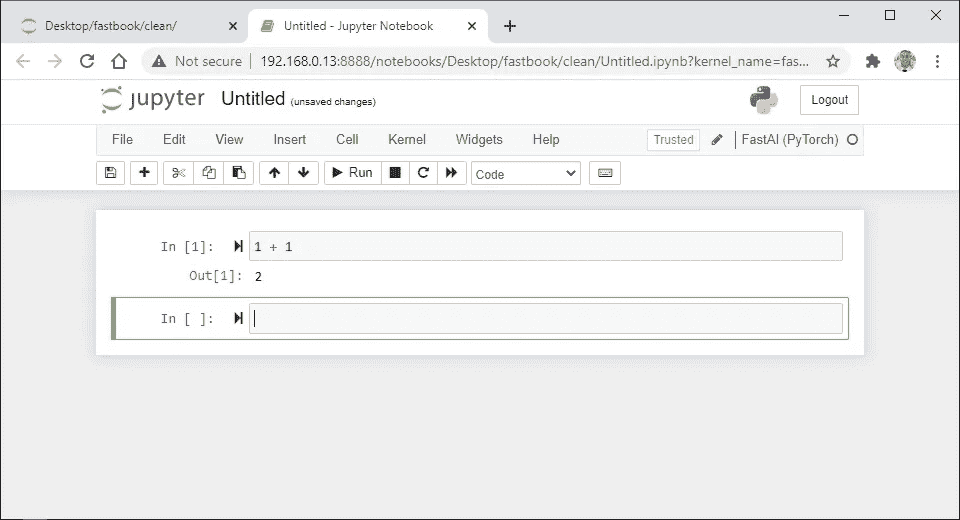 Desktop/fastbook/clean/
Untitled - Jupyter Notebook
Not secure | 192.168.0.13:8888/notebooks/Desktop/fastbook/clean/Untitled.ipynb?kernel_name=fas...
jupyter Untitled (unsaved changes)
Logout
File Edit View Insert Cell Kernel Widgets Help Trusted FastAI (PyTorch)
Run Code
In [1]: 1 + 1
Out[1]: 2
In [ ]: